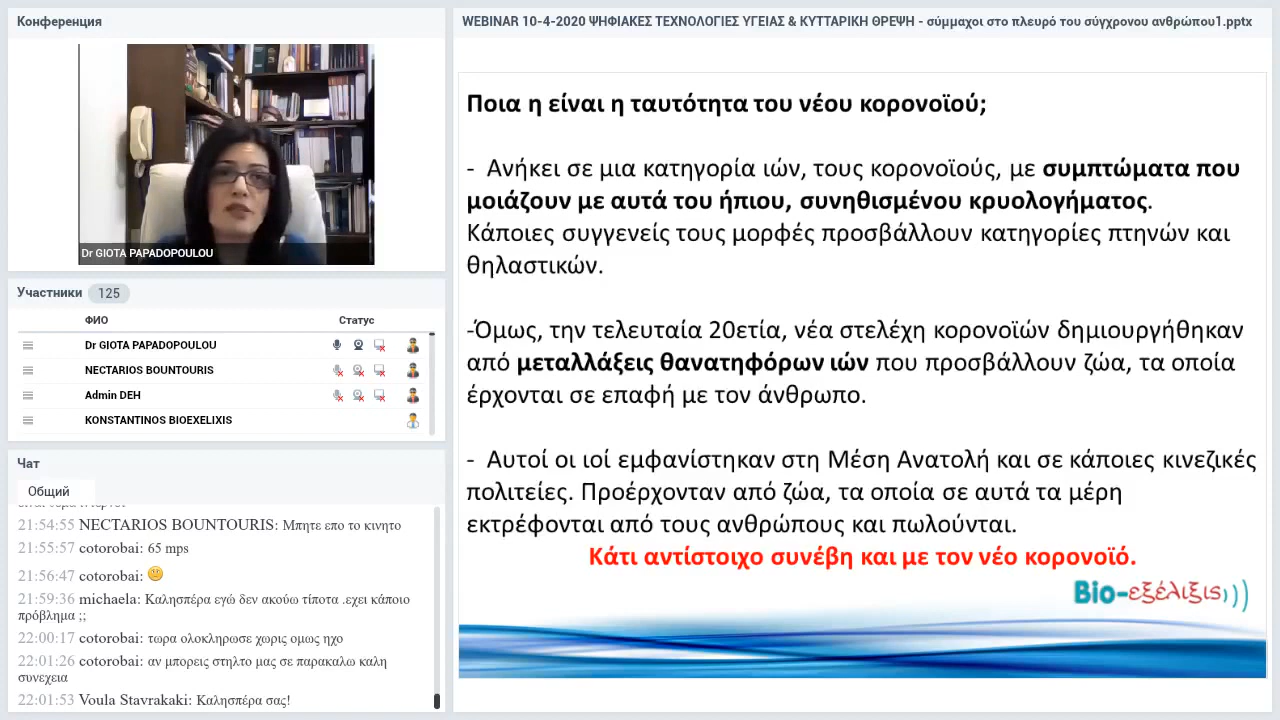 Конференция
Dr GIOTA PAPADOPOULOU
Участники 125
ФИО Статус
Dr GIOTA PAPADOPOULOU
NECTARIOS BOUNTOURIS
Admin DEH
KONSTANTINOS BIOEXELIXIS
Чат
Общий
21:54:55 NECTARIOS BOUNTOURIS: Μπητε επο το κινητο
21:55:57 cotorobai: 65 mps
21:56:47 cotorobai:
21:59:36 michaela: Καλησπέρα εγώ δεν ακούω τίποτα .εχει κάποιο
πρόβλημα ;;
22:00:17 cotorobai: τωρα ολοκληρωσε χωρις ομως ηχο
22:01:26 cotorobai: αν μπορεις στηλτο μας σε παρακαλω καλη
συνεχεια
22:01:53 Voula Stavrakaki: Καλησπέρα σας!
WEBINAR 10-4-2020 ΨΗΦΙΑΚΕΣ ΤΕΧΝΟΛΟΓΙΕΣ ΥΓΕΙΑΣ & ΚΥΤΤΑΡΙΚΗ ΘΡΕΨΗ - σύμμαχοι στο πλευρό του σύγχρονου ανθρώπου1.pptx
Ποια η είναι η ταυτότητα του νέου κορονοϊού;
- Ανήκει σε μια κατηγορία ιών, τους κορονοϊούς, με συμπτώματα που
μοιάζουν με αυτά του ήπιου, συνηθισμένου κρυολογήματος.
Κάποιες συγγενείς τους μορφές προσβάλλουν κατηγορίες πτηνών και
θηλαστικών.
-Όμως, την τελευταία 20ετία, νέα στελέχη κορονοϊών δημιουργήθηκαν
από μεταλλάξεις θανατηφόρων ιών που προσβάλλουν ζώα, τα οποία
έρχονται σε επαφή με τον άνθρωπο.
- Αυτοί οι ιοί εμφανίστηκαν στη Μέση Ανατολή και σε κάποιες κινεζικές
πολιτείες. Προέρχονταν από ζώα, τα οποία σε αυτά τα μέρη
εκτρέφονται από τους ανθρώπους και πωλούνται.
Κάτι αντίστοιχο συνέβη και με τον νέο κορονοϊό.
Bio-εξέλιξις